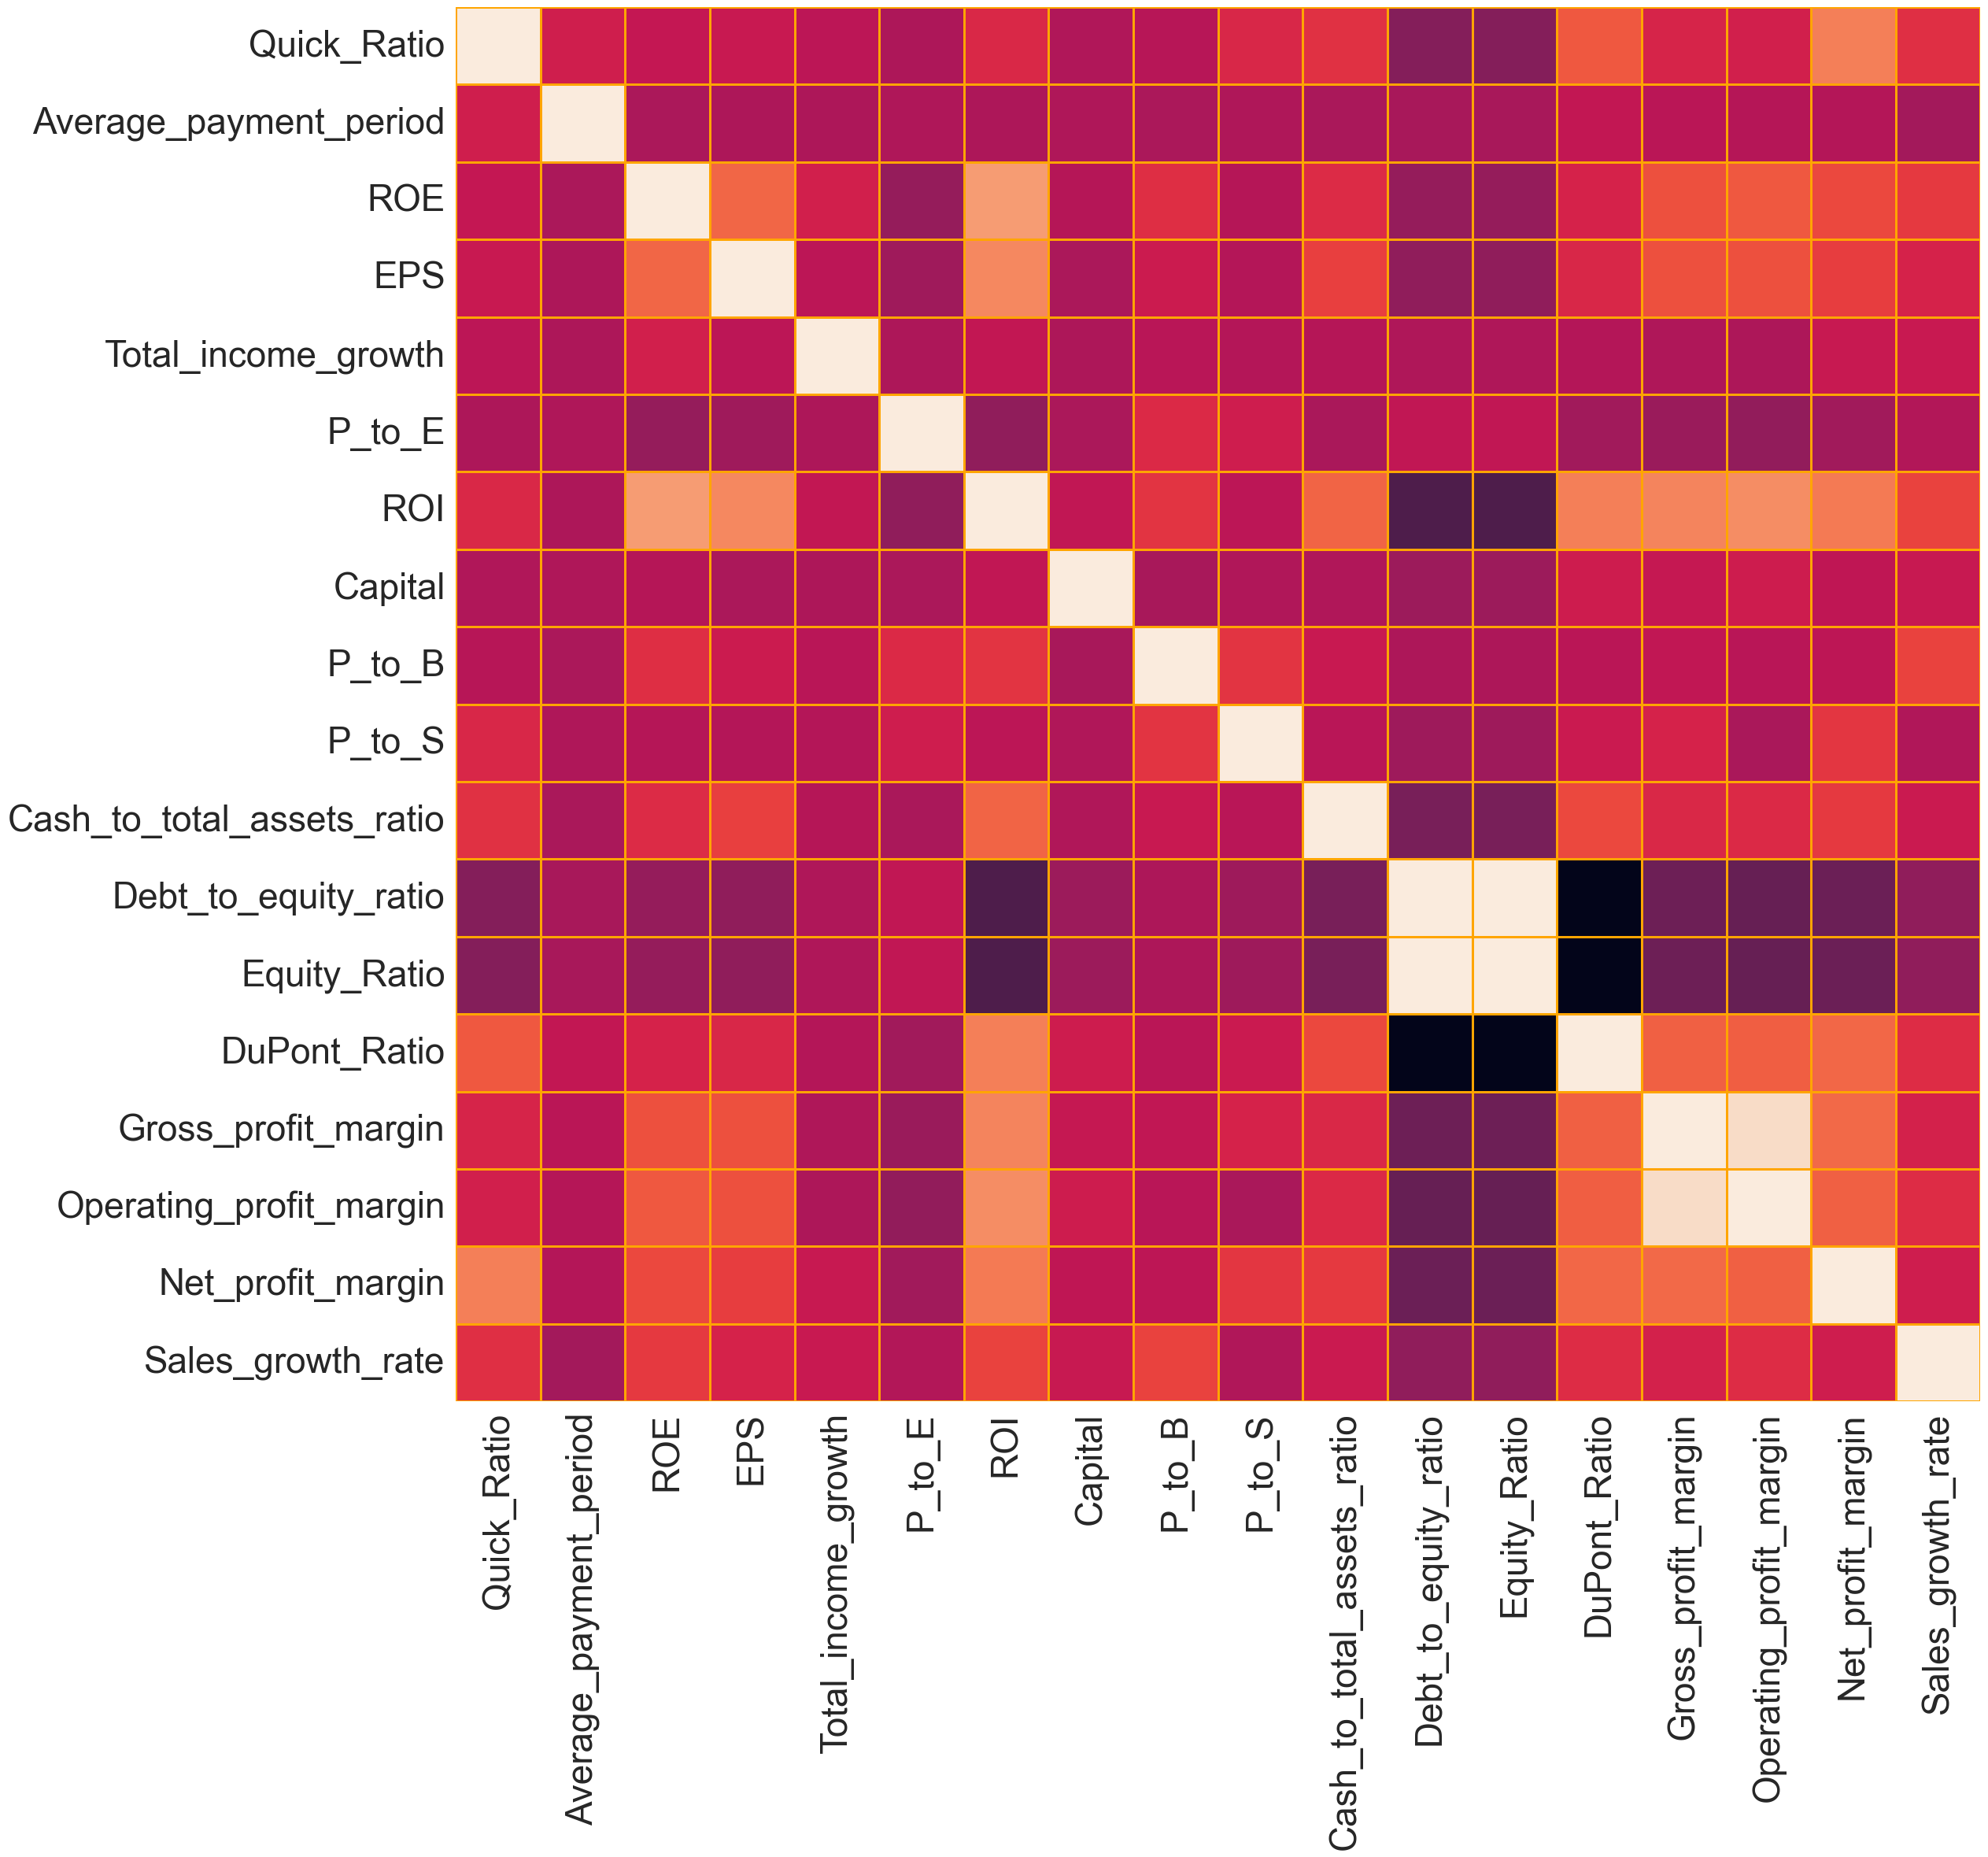 Quick_Ratio
Average_payment_period
ROE
EPS
Total_income_growth
P_to_E
ROI
Capital
P_to_B
P_to_S
Cash_to_total_assets_ratio
Debt_to_equity_ratio
Equity_Ratio
DuPont_Ratio
Gross_profit_margin
Operating_profit_margin
Net_profit_margin
Sales_growth_rate
Quick_Ratio
Average_payment_period
ROE
EPS
Total_income_growth
P_to_E
ROI
Capital
P_to_B
P_to_S
Cash_to_total_assets_ratio
Debt_to_equity_ratio
Equity_Ratio
DuPont_Ratio
Gross_profit_margin
Operating_profit_margin
Net_profit_margin
Sales_growth_rate